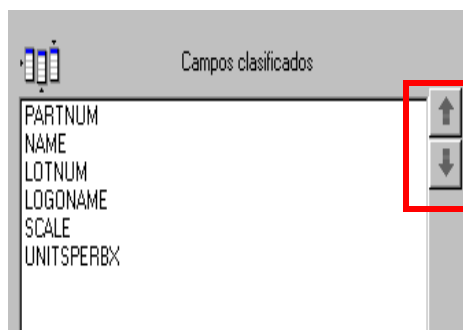 Campos clasificados
PARTNUM
NAME
LOTNUM
LOGONAME
SCALE
UNITSPERBX